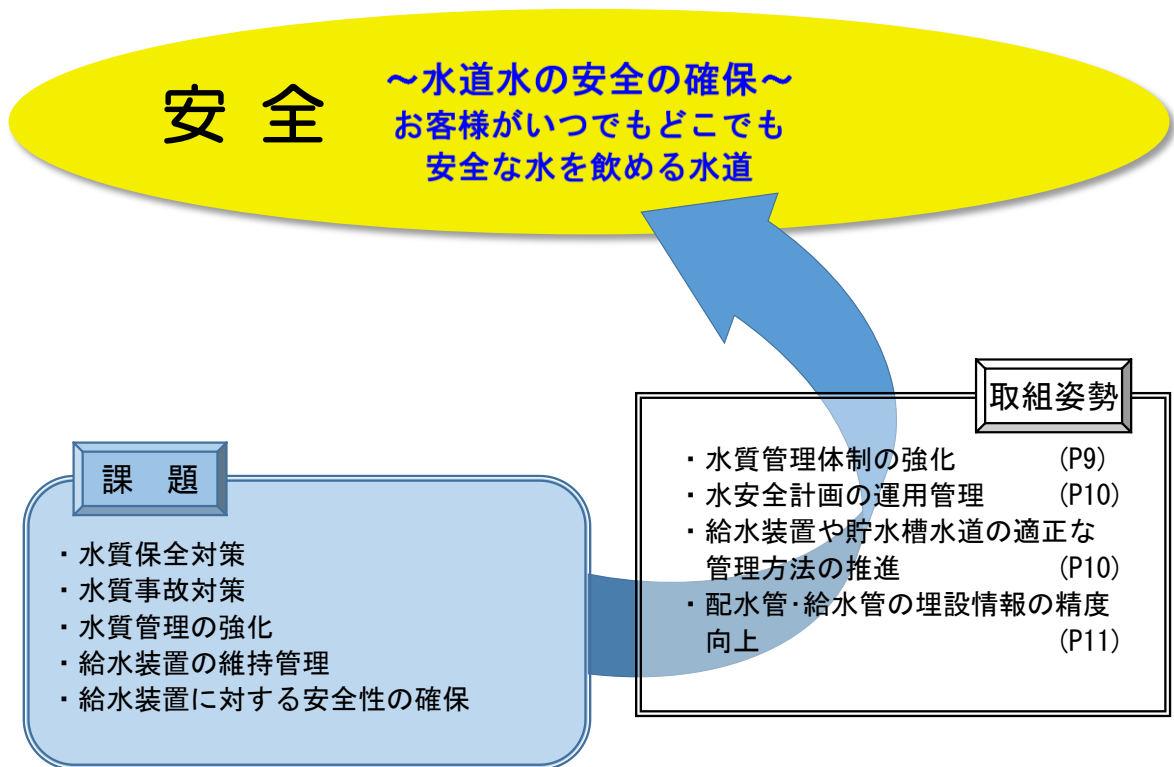 安 全
～水道水の安全の確保～
お客様がいつでもどこでも
安全な水を飲める水道
課 題
・水質保全対策
・水質事故対策
・水質管理の強化
・給水装置の維持管理
・給水装置に対する安全性の確保
取組姿勢
・水質管理体制の強化 (P9)
・水安全計画の運用管理 (P10)
・給水装置や貯水槽水道の適正な
管理方法の推進 (P10)
・配水管・給水管の埋設情報の精度
向上 (P11)